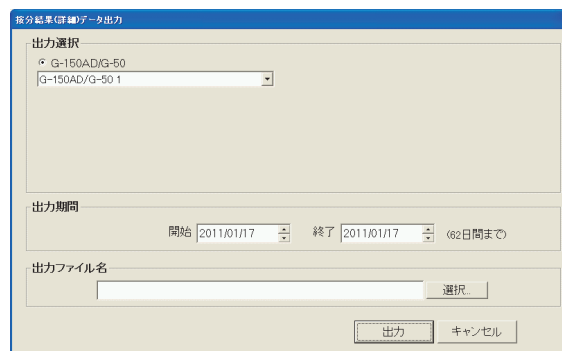 按分結果(詳細)データ出力
出力選択
G-150AD/G-50
G-150AD/G-50 1
出力期間
開始 2011/01/17 終了 2011/01/17 (62日間まで)
出力ファイル名
選択...
出力 キャンセル